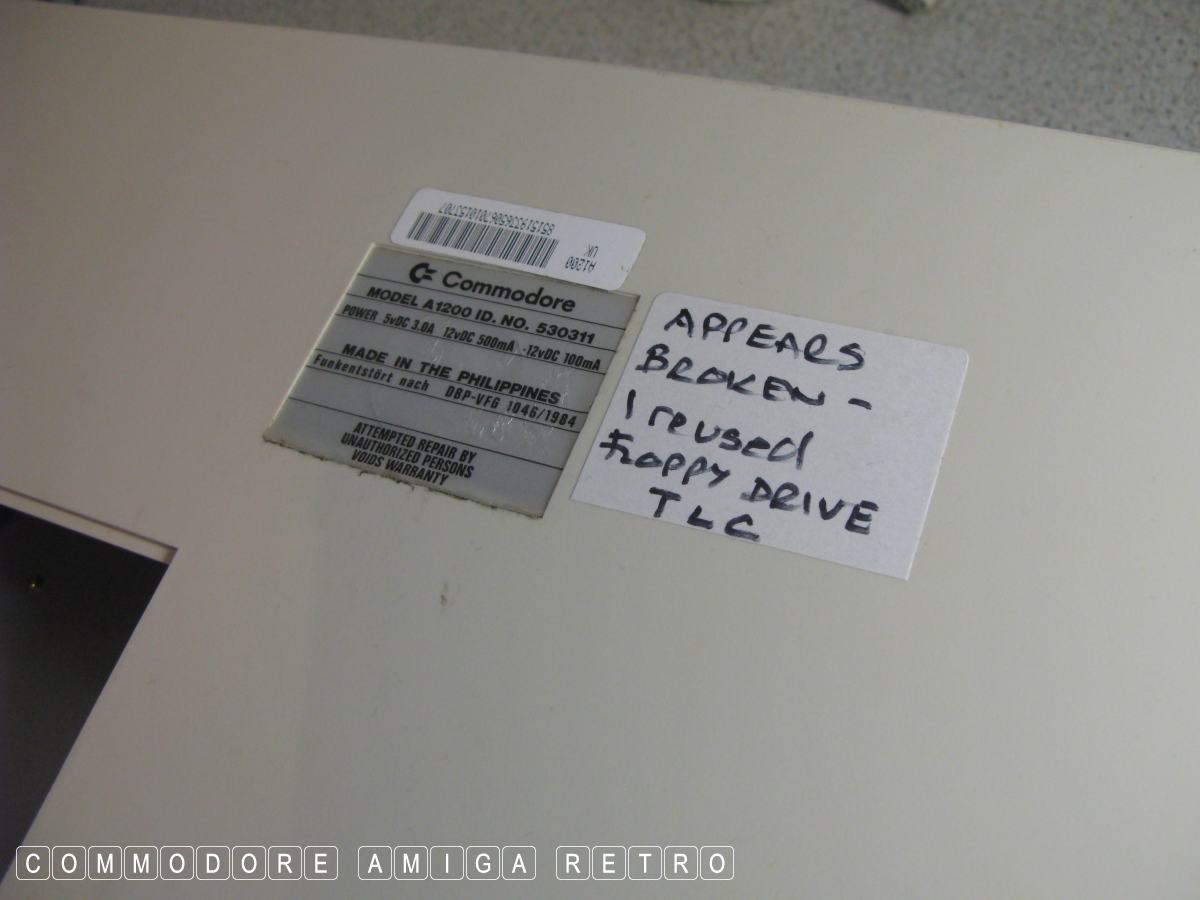 85151933650670101153707
A1200
UK
Commodore
MODEL A1200 ID. NO. 530311
POWER 5vDC 3.0A 12vDC 500mA -12vDC 100mA
MADE IN THE PHILIPPINES
Funkentstört nach DBP-VFG 1046/1984
ATTEMPTED REPAIR BY
UNAUTHORIZED PERSONS
VOIDS WARRANTY
APPEARS
BROKEN -
I reused
FLOPPY DRIVE
TLC
COMMODORE AMIGA RETRO